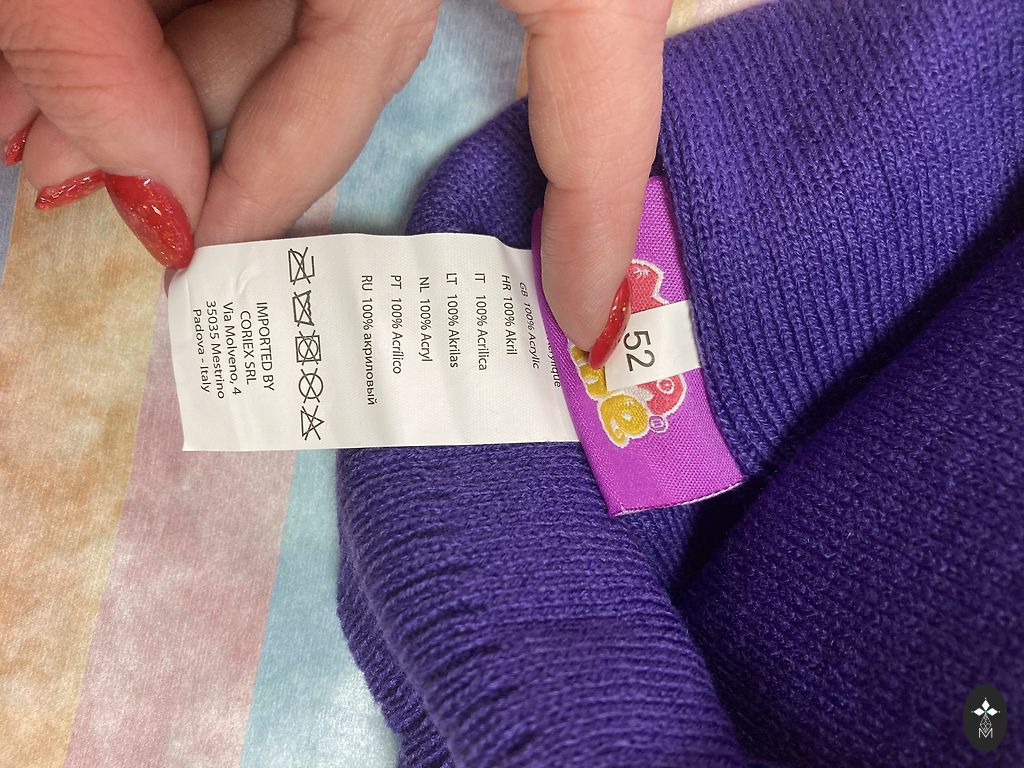 GB 100% Acrylic
HR 100% Akril
IT 100% Acrilica
LT 100% Akrilas
NL 100% Acryl
PT 100% Acrílico
RU 100% акриловый
IMPORTED BY
CORIEX SRL
Via Molveno, 4
35035 Mestrino
Padova - Italy
52
M